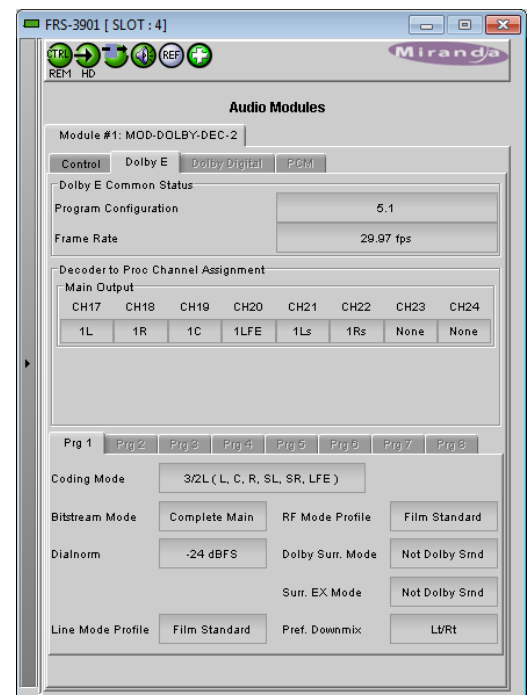 FRS-3901 [ SLOT : 4]
CTRL REF
REM HD
Miranda
Audio Modules
Module #1: MOD-DOLBY-DEC-2
Control Dolby E Dolby Digital PCM
Dolby E Common Status
Program Configuration 5.1
Frame Rate 29.97 fps
Decoder to Proc Channel Assignment
Main Output
CH17 CH18 CH19 CH20 CH21 CH22 CH23 CH24
1L 1R 1C 1LFE 1Ls 1Rs None None
Prg 1 Prg 2 Prg 3 Prg 4 Prg 5 Prg 6 Prg 7 Prg 8
Coding Mode 3/2L ( L, C, R, SL, SR, LFE )
Bitstream Mode Complete Main RF Mode Profile Film Standard
Dialnorm -24 dBFS Dolby Surr. Mode Not Dolby Srnd
Surr. EX Mode Not Dolby Srnd
Line Mode Profile Film Standard Pref. Downmix Lt/Rt